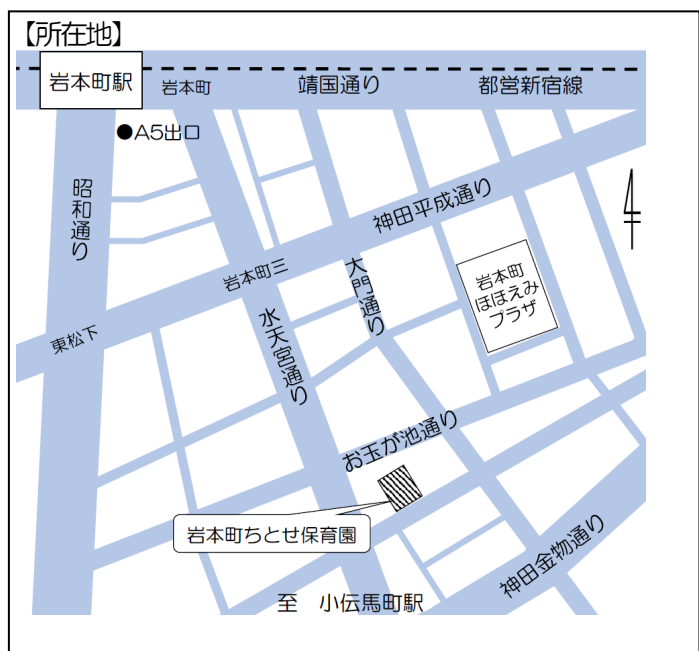 【所在地】
岩本町駅
岩本町
靖国通り
都営新宿線
●A5出口
昭和通り
神田平成通り
岩本町三
大門通り
岩本町
ほほえみ
プラザ
水天宮通り
東松下
お玉が池通り
岩本町ちとせ保育園
神田金物通り
至 小伝馬町駅